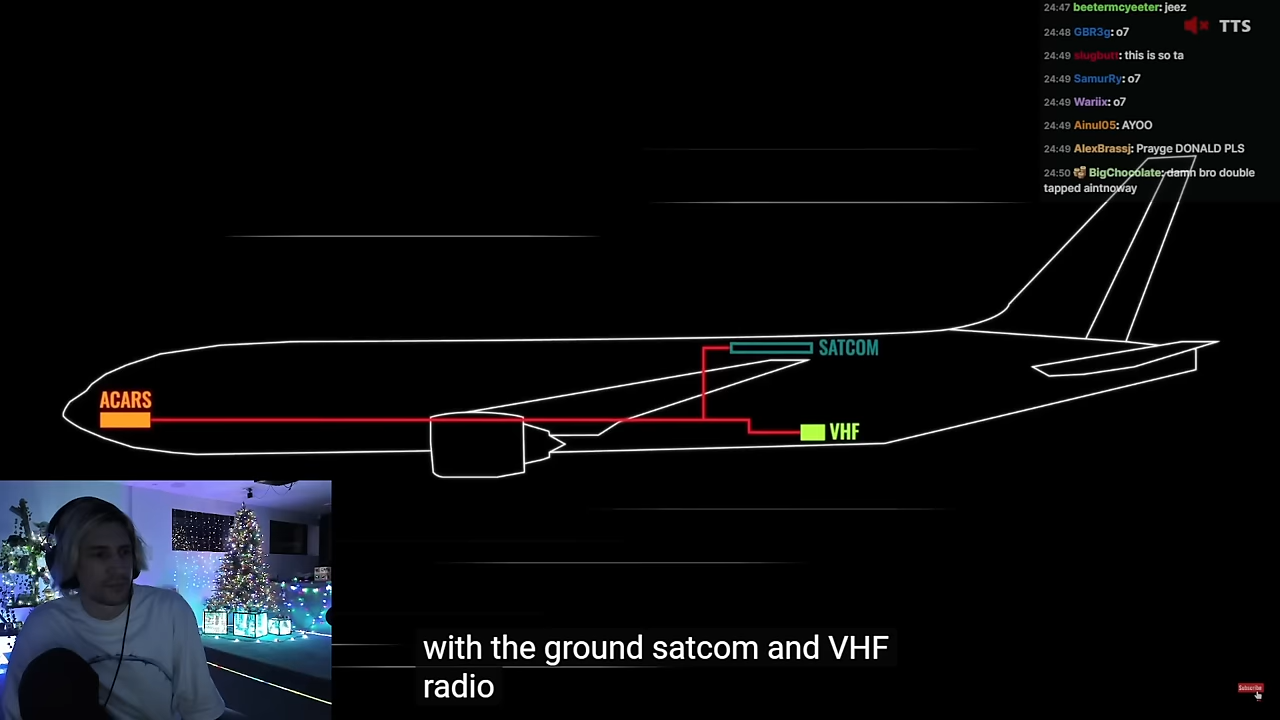 24:47 beetermcyeeter: jeez
TTS
24:48 GBR3g: o7
24:49 slugbutt: this is so ta
24:49 SamurRy: o7
24:49 Wariix: o7
24:49 Ainul05: AYOO
24:49 AlexBrassj: Prayge DONALD PLS
24:50 BigChocolate: damn bro double
tapped aintnoway
SATCOM
ACARS
VHF
with the ground satcom and VHF
radio
Subscribe